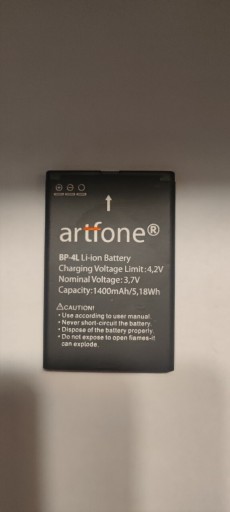 artfone®
BP-4L Li-ion Battery
Charging Voltage Limit:4,2V
Nominal Voltage:3,7V
Capacity:1400mAh/5,18Wh
⚠CAUTION!
• Use according to user manual.
• Never short-circuit the battery.
• Dispose of the battery properly.
• Do not expose to open flames-it
can explode.